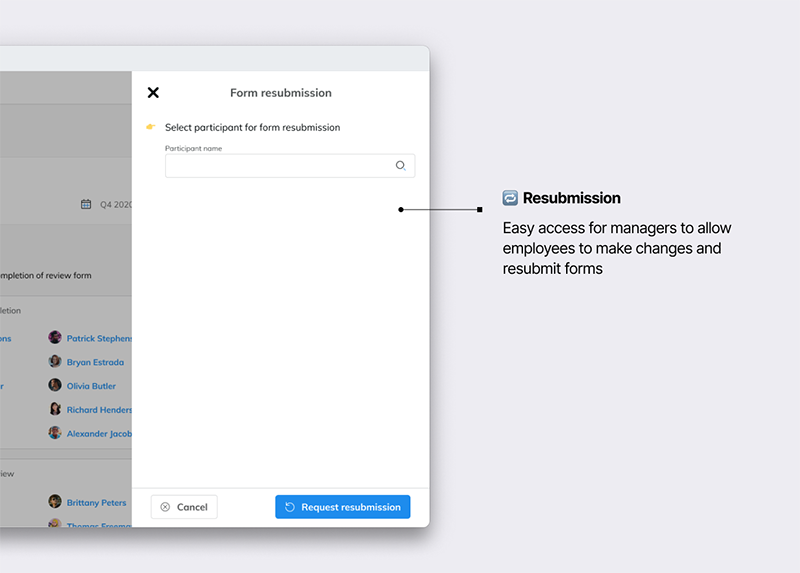 Form resubmission
Select participant for form resubmission
Participant name
Q4 2020
mpletion of review form
letion
ons
Patrick Stephens
Bryan Estrada
r
Olivia Butler
Richard Henders
Alexander Jacob
iew
Brittany Peters
Thomas Freem
Cancel
Request resubmission
Resubmission
Easy access for managers to allow
employees to make changes and
resubmit forms